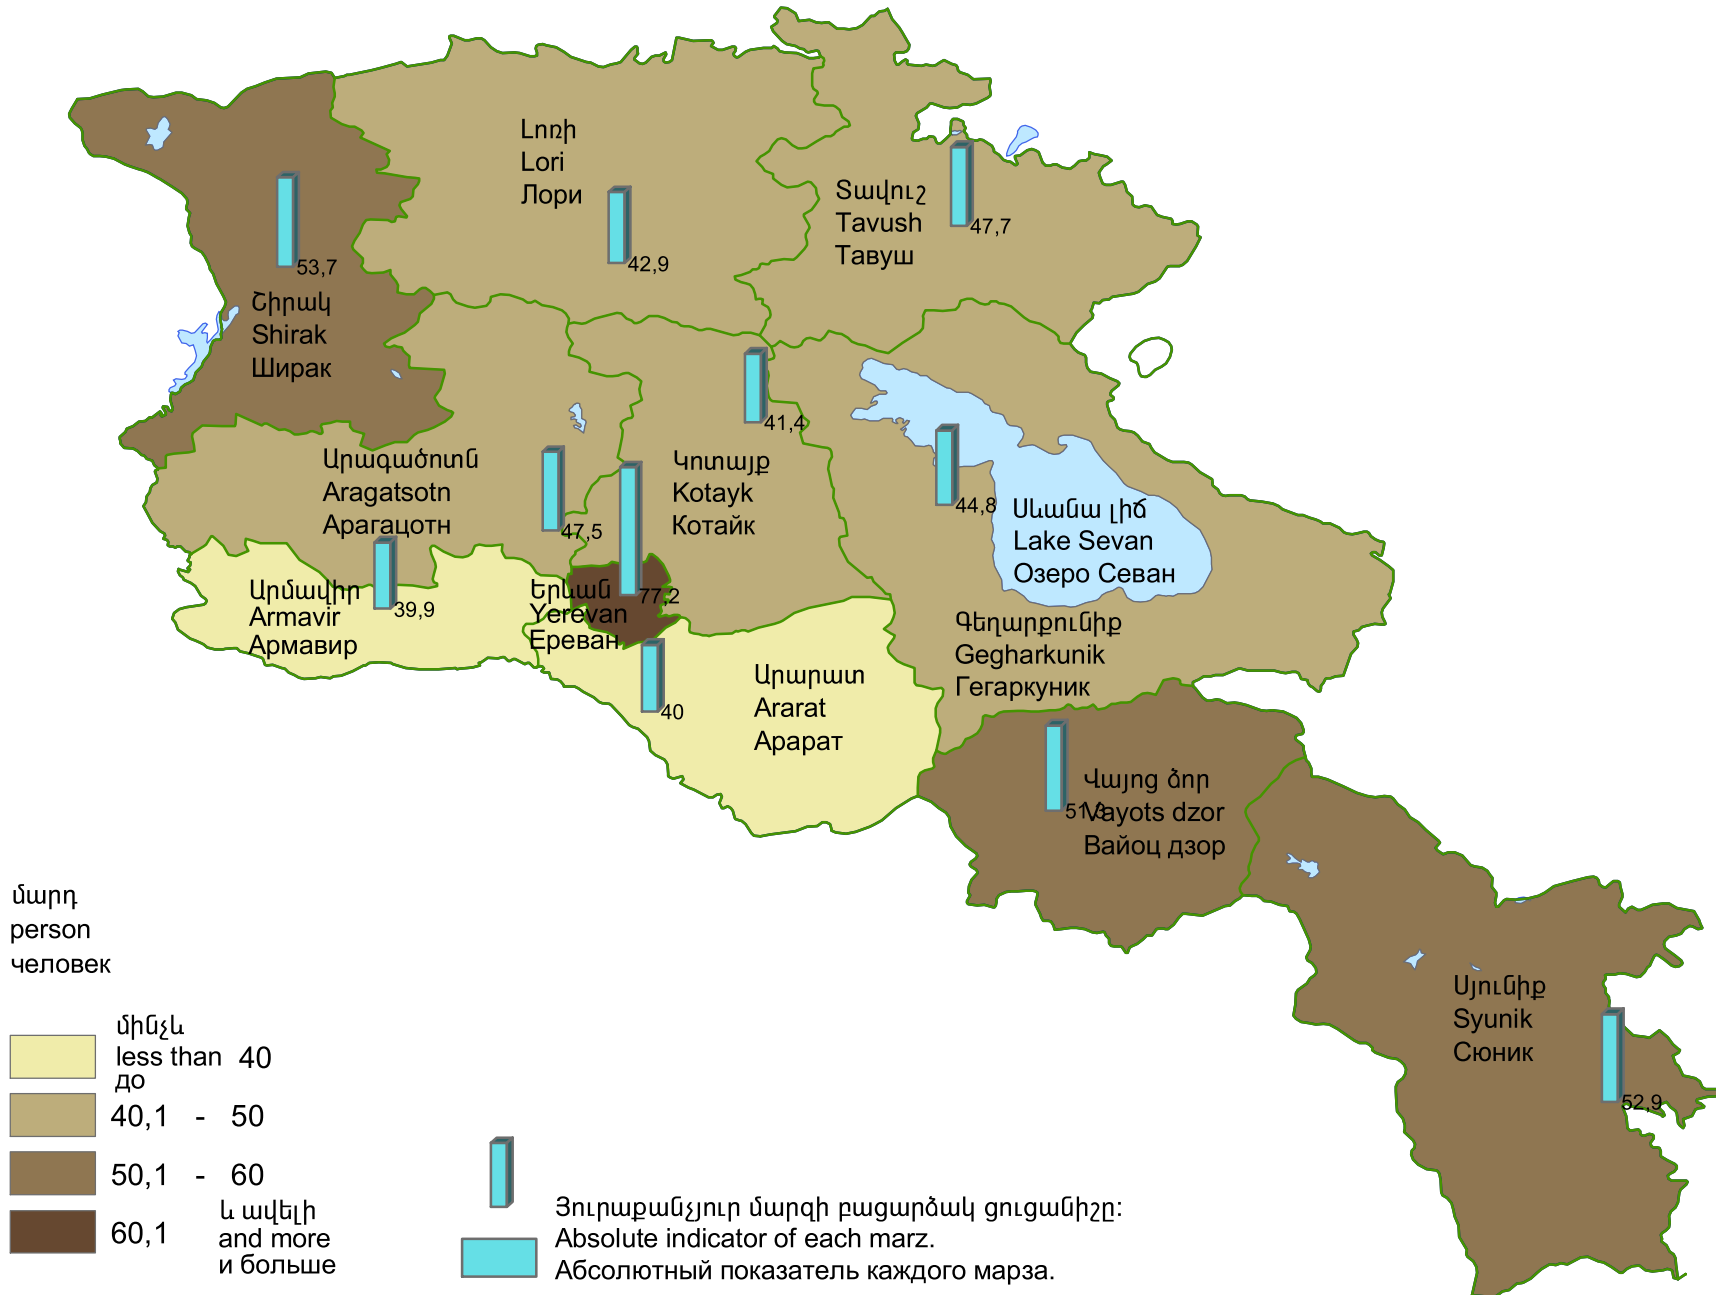 Լոռի
Lori
Лори
42,9
Տավուշ
Tavush
Тавуш
47,7
53,7
Շիրակ
Shirak
Ширак
41,4
Արագածոտն
Aragatsotn
Арагацотн
47,5
Կոտայք
Kotayk
Котайк
44,8
Սևանա լիճ
Lake Sevan
Озеро Севан
Արմավիր
Armavir
Армавир
39,9
Երևան
Yerevan
Ереван
77,2
Գեղարքունիք
Gegharkunik
Гегаркуник
40
Արարատ
Ararat
Арарат
Վայոց ձոր
Vayots dzor
Вайоц дзор
51,3
Սյունիք
Syunik
Сюник
52,9
մարդ
person
человек
մինչև
less than 40
до
40,1 - 50
50,1 - 60
60,1
և ավելի
and more
и больше
Յուրաքանչյուր մարզի բացարձակ ցուցանիշը:
Absolute indicator of each marz.
Абсолютный показатель каждого марза.